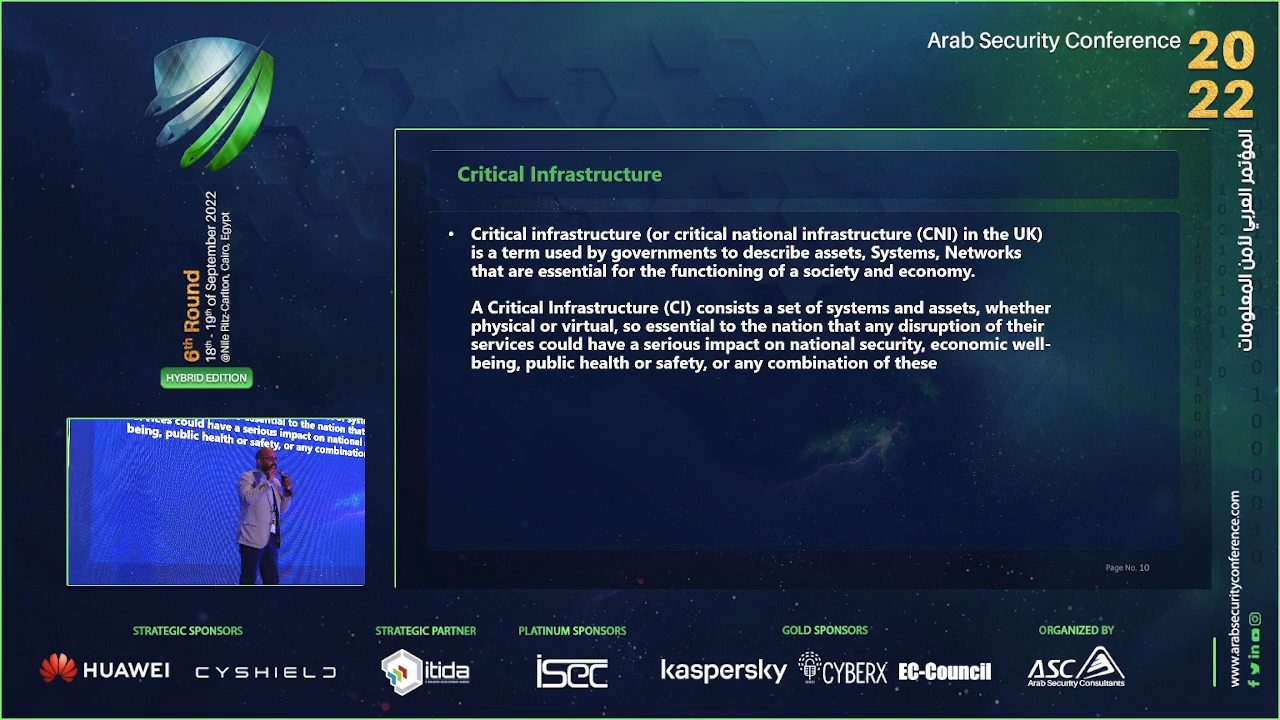 Arab Security Conference
20
22
المؤتمر العربي لأمن المعلومات
6th Round
18th - 19th of September 2022
@Nile Ritz-Carlton, Cairo, Egypt
HYBRID EDITION
Critical Infrastructure
• Critical infrastructure (or critical national infrastructure (CNI) in the UK)
is a term used by governments to describe assets, Systems, Networks
that are essential for the functioning of a society and economy.
A Critical Infrastructure (CI) consists a set of systems and assets, whether
physical or virtual, so essential to the nation that any disruption of their
services could have a serious impact on national security, economic well-
being, public health or safety, or any combination of these
Page No. 10
services could have a serious impact on national
being, public health or safety, or any combination
www.arabsecurityconference.com
STRATEGIC SPONSORS
HUAWEI
CYSHIELD
STRATEGIC PARTNER
itida
PLATINUM SPONSORS
isec
GOLD SPONSORS
kaspersky
CYBERX
EC-Council
ORGANIZED BY
ASC
Arab Security Consultants